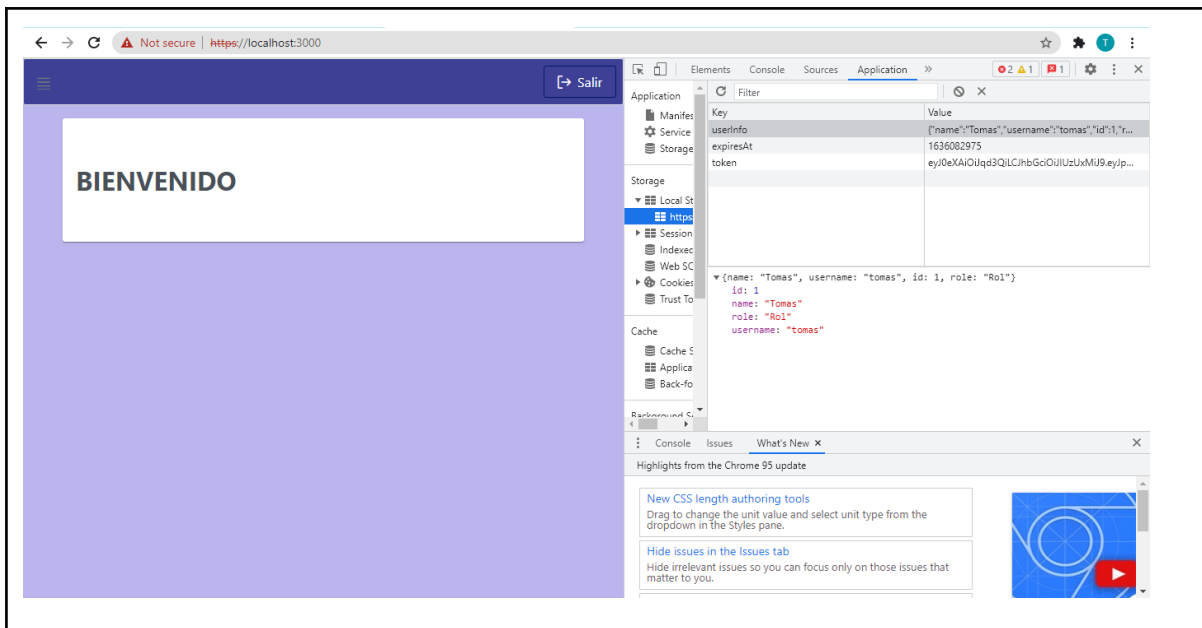 Not secure | https://localhost:3000
T
Salir
BIENVENIDO
Elements Console Sources Application »
2 1 1
Application
Manifes
Service
Storage
Storage
Local St
https
Session
Indexec
Web SC
Cookies
Trust To
Cache
Cache S
Applica
Back-fo
Filter
Key Value
userInfo {"name":"Tomas","username":"tomas","id":1,"r...
expiresAt 1636082975
token eyJ0eXAiOiJqd3QiLCJhbGciOiJIUzUxMiJ9.eyJp...
{name: "Tomas", username: "tomas", id: 1, role: "Rol"}
id: 1
name: "Tomas"
role: "Rol"
username: "tomas"
Console Issues What's New ×
Highlights from the Chrome 95 update
New CSS length authoring tools
Drag to change the unit value and select unit type from the
dropdown in the Styles pane.
Hide issues in the Issues tab
Hide irrelevant issues so you can focus only on those issues that
matter to you.